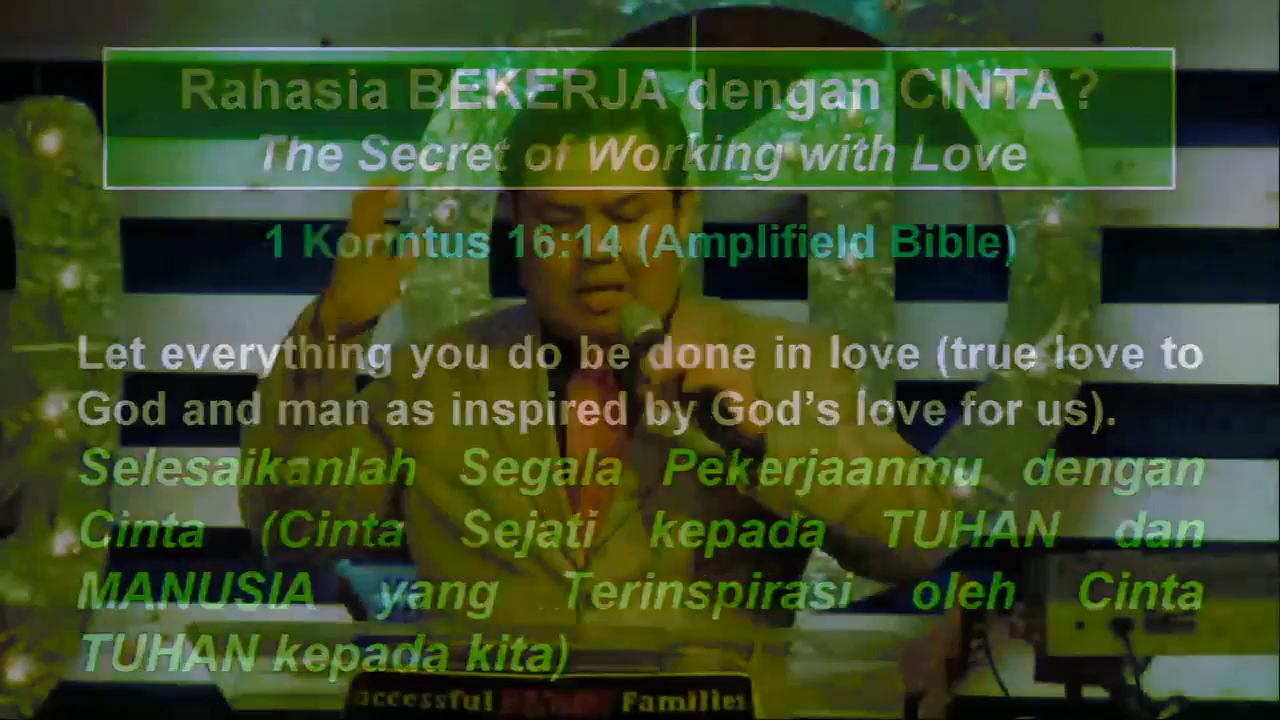 Rahasia BEKERJA dengan CINTA?
The Secret of Working with Love
1 Korintus 16:14 (Amplifield Bible)
Let everything you do be done in love (true love to
God and man as inspired by God's love for us).
Selesaikanlah Segala Pekerjaanmu dengan
Cinta (Cinta Sejati kepada TUHAN dan
MANUSIA yang Terinspirasi oleh Cinta
TUHAN kepada kita)
accessful Families